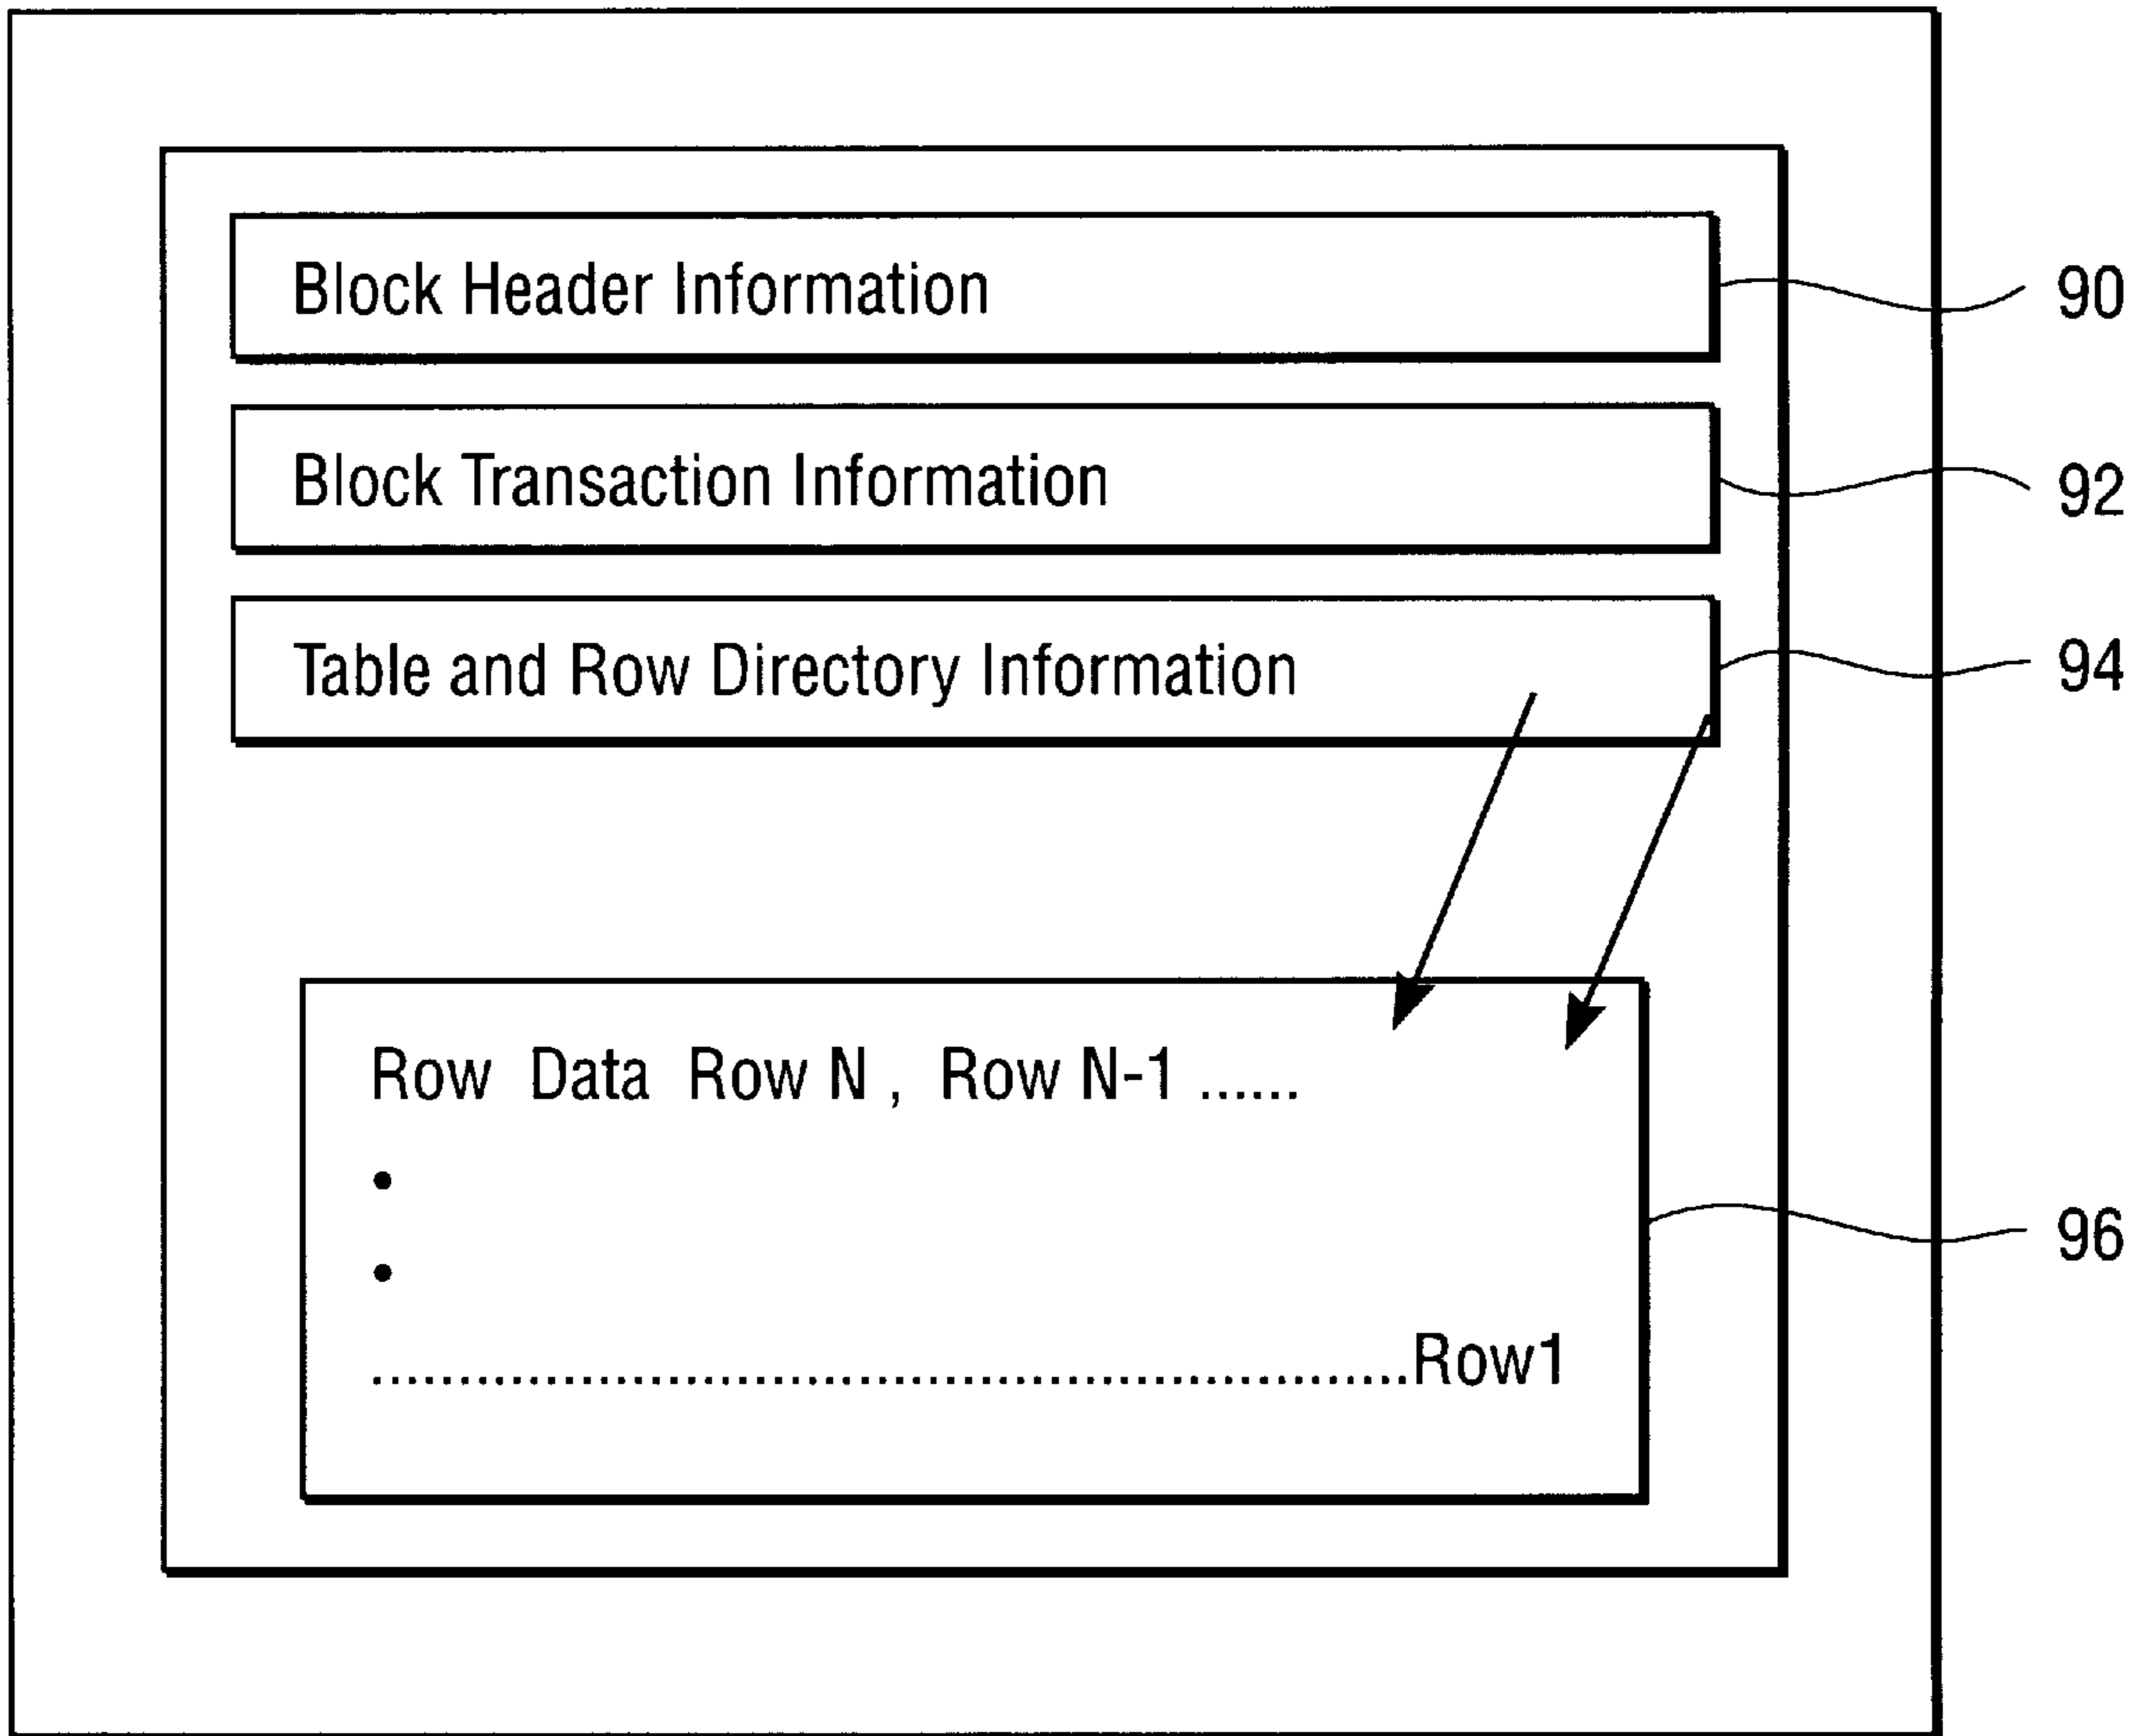 Block Header Information
90
Block Transaction Information
92
Table and Row Directory Information
94
Row Data Row N , Row N-1 ......
•
•
96
............................................................Row1